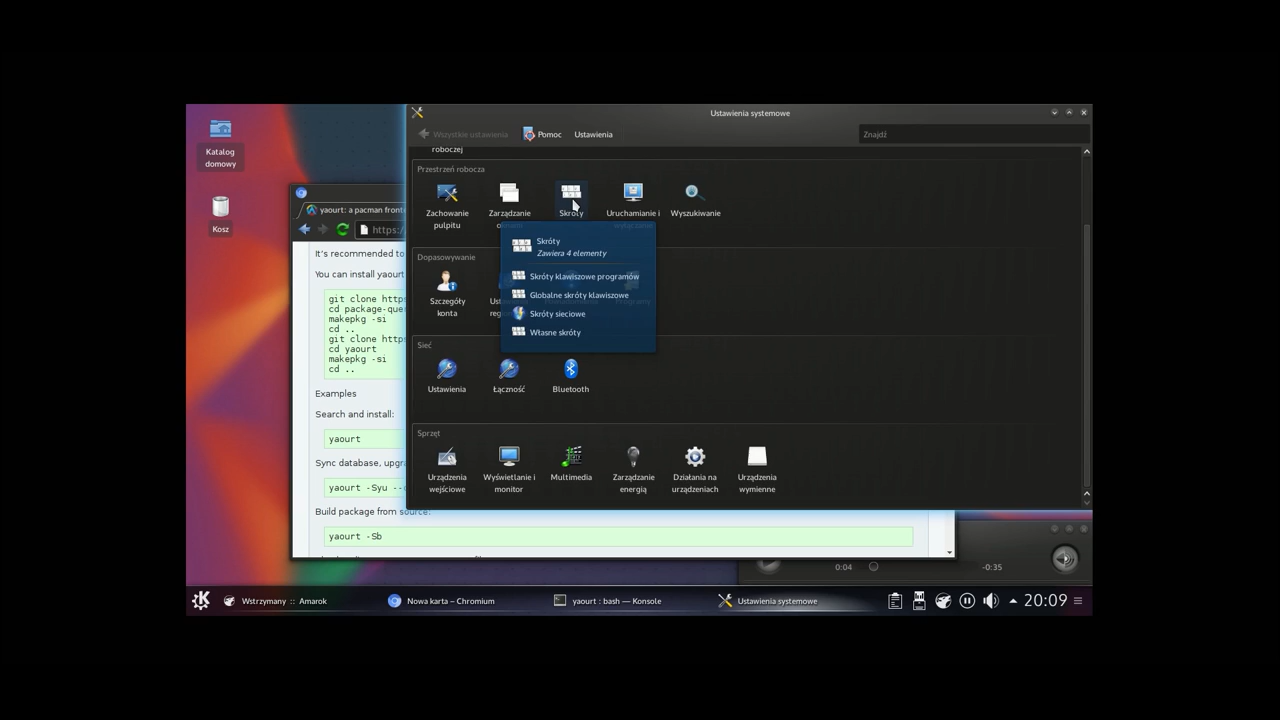 Ustawienia systemowe
Wszystkie ustawienia
Pomoc
Ustawienia
Znajdź
roboczej
Przestrzeń robocza
Zachowanie
pulpitu
Zarządzanie
Skróty
Uruchamianie i
Wyszukiwanie
Skróty
Zawiera 4 elementy
Skróty klawiszowe programów
Globalne skróty klawiszowe
Skróty sieciowe
Własne skróty
Dopasowywanie
Szczegóły
konta
Sieć
Ustawienia
Łączność
Bluetooth
Sprzęt
Urządzenia
wejściowe
Wyświetlanie i
monitor
Multimedia
Zarządzanie
energią
Działania na
urządzeniach
Urządzenia
wymienne
Katalog
domowy
Kosz
yaourt: a pacman
https:/
It's recommended to
You can install yaourt
git clone
cd
makepkg -si
cd ..
git clone
cd yaourt
makepkg -si
cd ..
Examples
Search and install:
yaourt
Sync database,
yaourt -Syu
Build package from source:
yaourt -Sb
0:04
-0:35
Wstrzymany :: Amarok
Nowa karta – Chromium
yaourt : bash — Konsole
Ustawienia systemowe
20:09